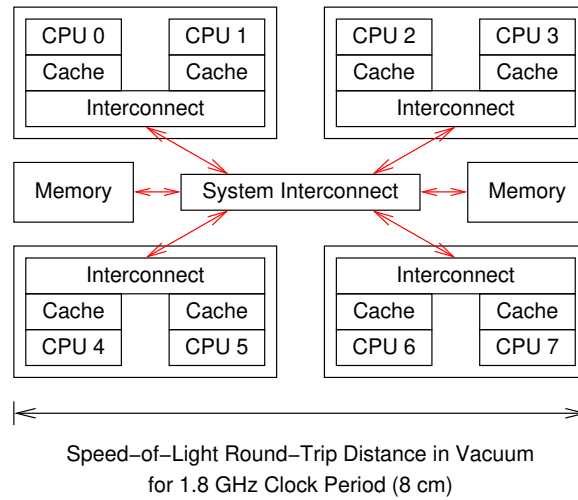 CPU 0 CPU 1
Cache Cache
Interconnect
CPU 2 CPU 3
Cache Cache
Interconnect
Memory System Interconnect Memory
Interconnect
Cache Cache
CPU 4 CPU 5
Interconnect
Cache Cache
CPU 6 CPU 7
Speed−of−Light Round−Trip Distance in Vacuum
for 1.8 GHz Clock Period (8 cm)